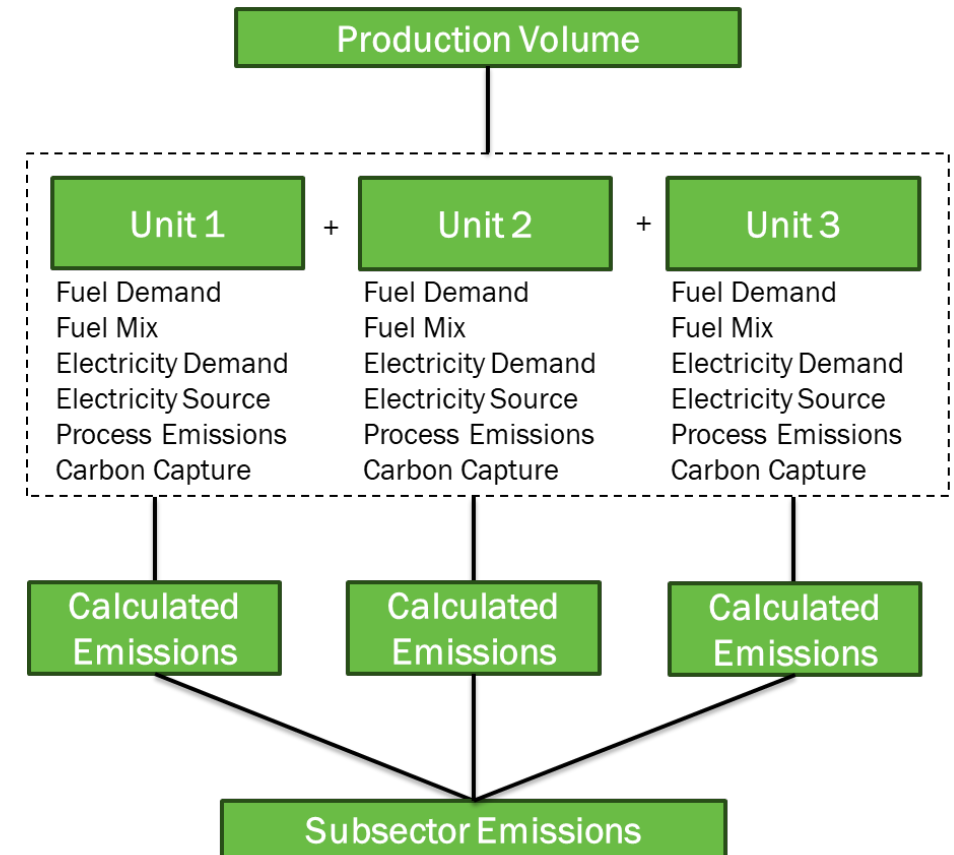 Production Volume
Unit 1
+
Unit 2
+
Unit 3
Fuel Demand
Fuel Mix
Electricity Demand
Electricity Source
Process Emissions
Carbon Capture
Fuel Demand
Fuel Mix
Electricity Demand
Electricity Source
Process Emissions
Carbon Capture
Fuel Demand
Fuel Mix
Electricity Demand
Electricity Source
Process Emissions
Carbon Capture
Calculated
Emissions
Calculated
Emissions
Calculated
Emissions
Subsector Emissions